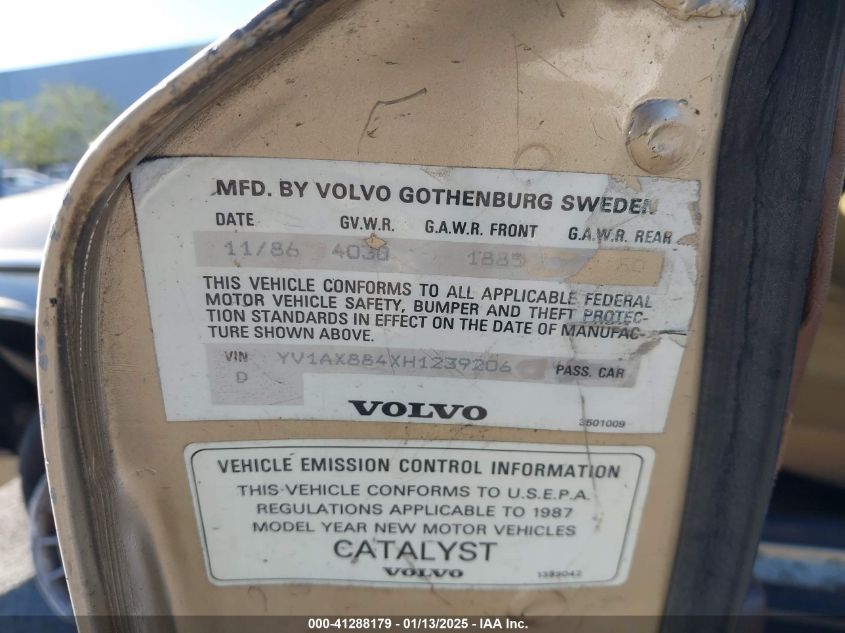 MFD. BY VOLVO GOTHENBURG SWEDEN
DATE GV.W.R. G.A.W.R. FRONT G.A.W.R. REAR
11/86 4030 1885
THIS VEHICLE CONFORMS TO ALL APPLICABLE FEDERAL
MOTOR VEHICLE SAFETY, BUMPER AND THEFT PROTEC-
TION STANDARDS IN EFFECT ON THE DATE OF MANUFAC-
TURE SHOWN ABOVE.
VIN YV1AX884XH1239206 PASS. CAR
D
VOLVO
3501009
VEHICLE EMISSION CONTROL INFORMATION
THIS VEHICLE CONFORMS TO U.S.E.P.A.
REGULATIONS APPLICABLE TO 1987
MODEL YEAR NEW MOTOR VEHICLES
CATALYST
VOLVO 1389042
000-41288179 - 01/13/2025 - IAA Inc.